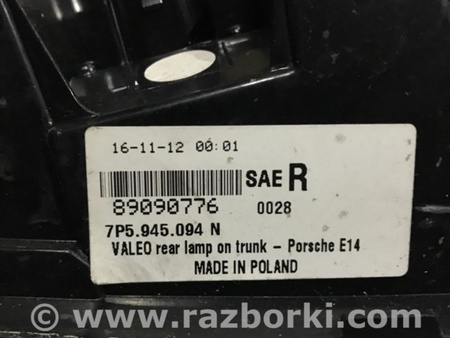 16-11-12 00:01
SAE R
89090776 0028
7P5.945.094 N
VALEO rear lamp on trunk - Porsche E14
MADE IN POLAND
© www.razborki.com